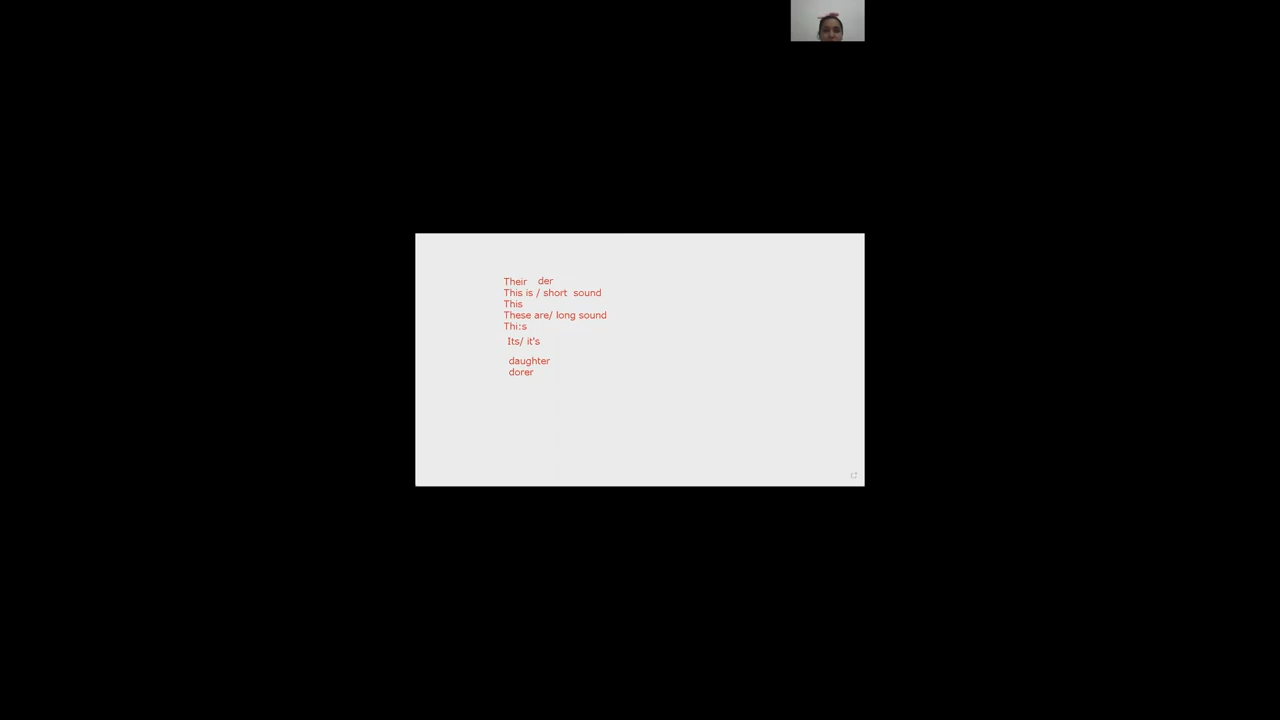 Their der
This is / short sound
This
These are/ long sound
Thi:s
Its/ it's
daughter
dorer